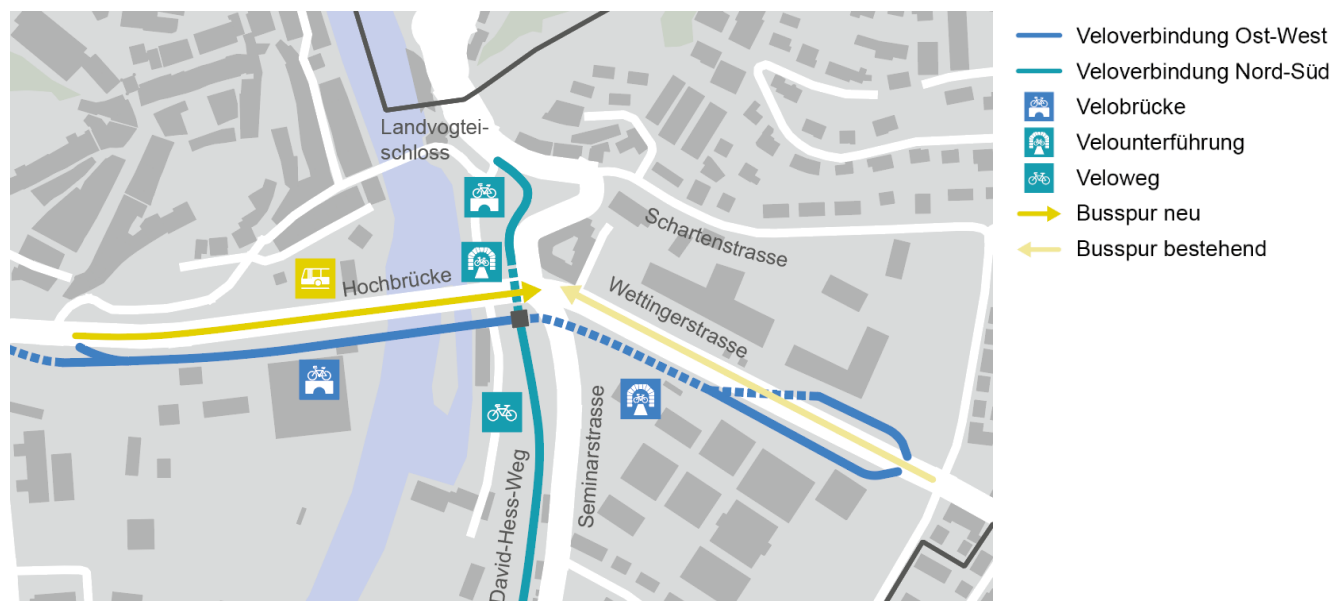 Landvogtei-
schloss
Schartenstrasse
Hochbrücke
Wettingerstrasse
Seminarstrasse
David-Hess-Weg
Veloverbindung Ost-West
Veloverbindung Nord-Süd
Velobrücke
Velounterführung
Veloweg
Busspur neu
Busspur bestehend